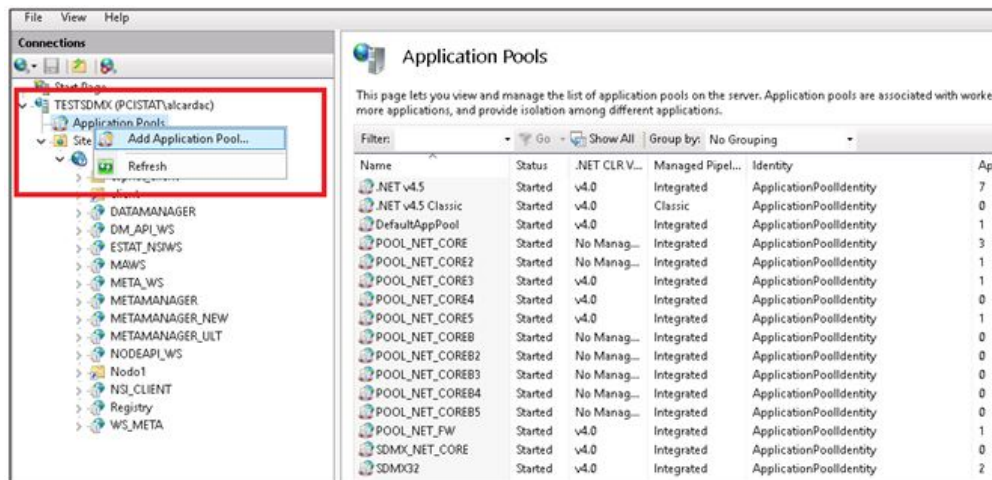 File View Help
Connections
Start Page
TESTSDMX (PCISTAT\alcardac)
Application Pools
Add Application Pool...
Site
Refresh
client
DATAMANAGER
DM_API_WS
ESTAT_NSIWS
MAWS
META_WS
METAMANAGER
METAMANAGER_NEW
METAMANAGER_ULT
NODEAPI_WS
Nodo1
NSI_CLIENT
Registry
WS_META
Application Pools
This page lets you view and manage the list of application pools on the server. Application pools are associated with worke
more applications, and provide isolation among different applications.
Filter: Go Show All Group by: No Grouping
Name Status .NET CLR V... Managed Pipel... Identity Ap
.NET v4.5 Started v4.0 Integrated ApplicationPoolIdentity 7
.NET v4.5 Classic Started v4.0 Classic ApplicationPoolIdentity 0
DefaultAppPool Started v4.0 Integrated ApplicationPoolIdentity 1
POOL_NET_CORE Started No Manag... Integrated ApplicationPoolIdentity 3
POOL_NET_CORE2 Started No Manag... Integrated ApplicationPoolIdentity 1
POOL_NET_CORE3 Started v4.0 Integrated ApplicationPoolIdentity 1
POOL_NET_CORE4 Started v4.0 Integrated ApplicationPoolIdentity 0
POOL_NET_CORE5 Started v4.0 Integrated ApplicationPoolIdentity 1
POOL_NET_COREB Started No Manag... Integrated ApplicationPoolIdentity 0
POOL_NET_COREB2 Started No Manag... Integrated ApplicationPoolIdentity 0
POOL_NET_COREB3 Started No Manag... Integrated ApplicationPoolIdentity 0
POOL_NET_COREB4 Started No Manag... Integrated ApplicationPoolIdentity 0
POOL_NET_COREB5 Started No Manag... Integrated ApplicationPoolIdentity 0
POOL_NET_FW Started v4.0 Integrated ApplicationPoolIdentity 1
SDMX_NET_CORE Started v4.0 Integrated ApplicationPoolIdentity 0
SDMX32 Started v4.0 Integrated ApplicationPoolIdentity 2